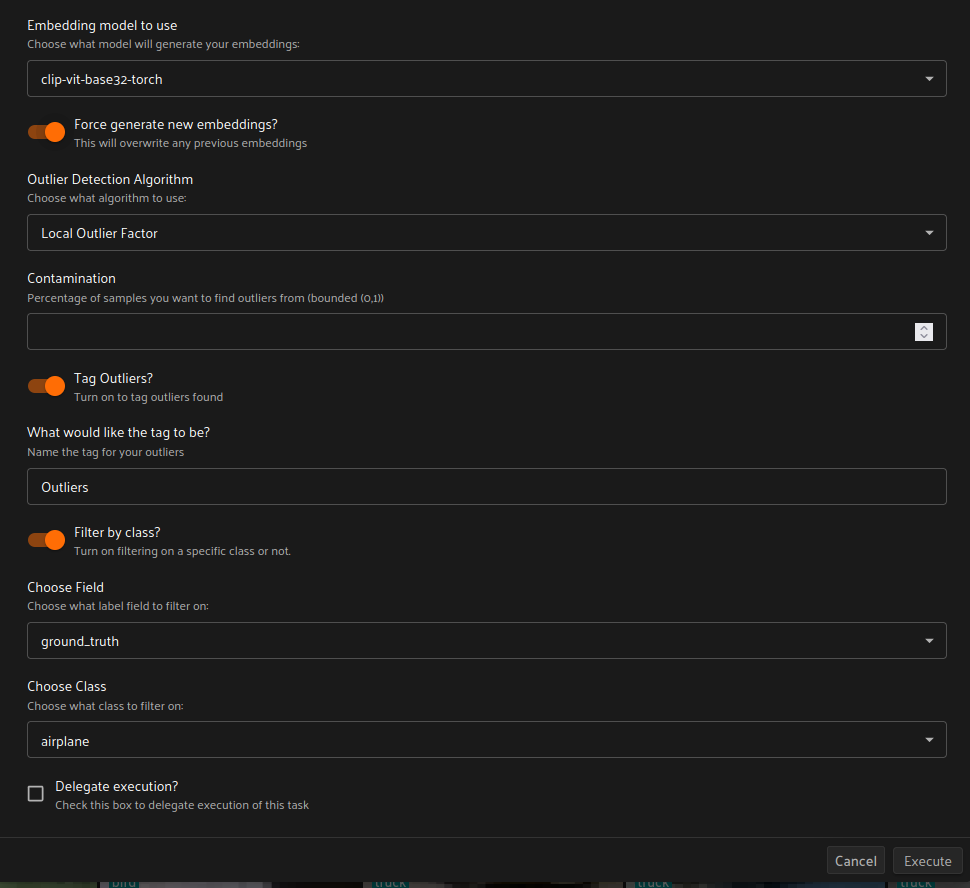 Embedding model to use
Choose what model will generate your embeddings:
clip-vit-base32-torch
Force generate new embeddings?
This will overwrite any previous embeddings
Outlier Detection Algorithm
Choose what algorithm to use:
Local Outlier Factor
Contamination
Percentage of samples you want to find outliers from (bounded (0,1))
Tag Outliers?
Turn on to tag outliers found
What would like the tag to be?
Name the tag for your outliers
Outliers
Filter by class?
Turn on filtering on a specific class or not.
Choose Field
Choose what label field to filter on:
ground_truth
Choose Class
Choose what class to filter on:
airplane
Delegate execution?
Check this box to delegate execution of this task
Cancel Execute
bird truck truck truck